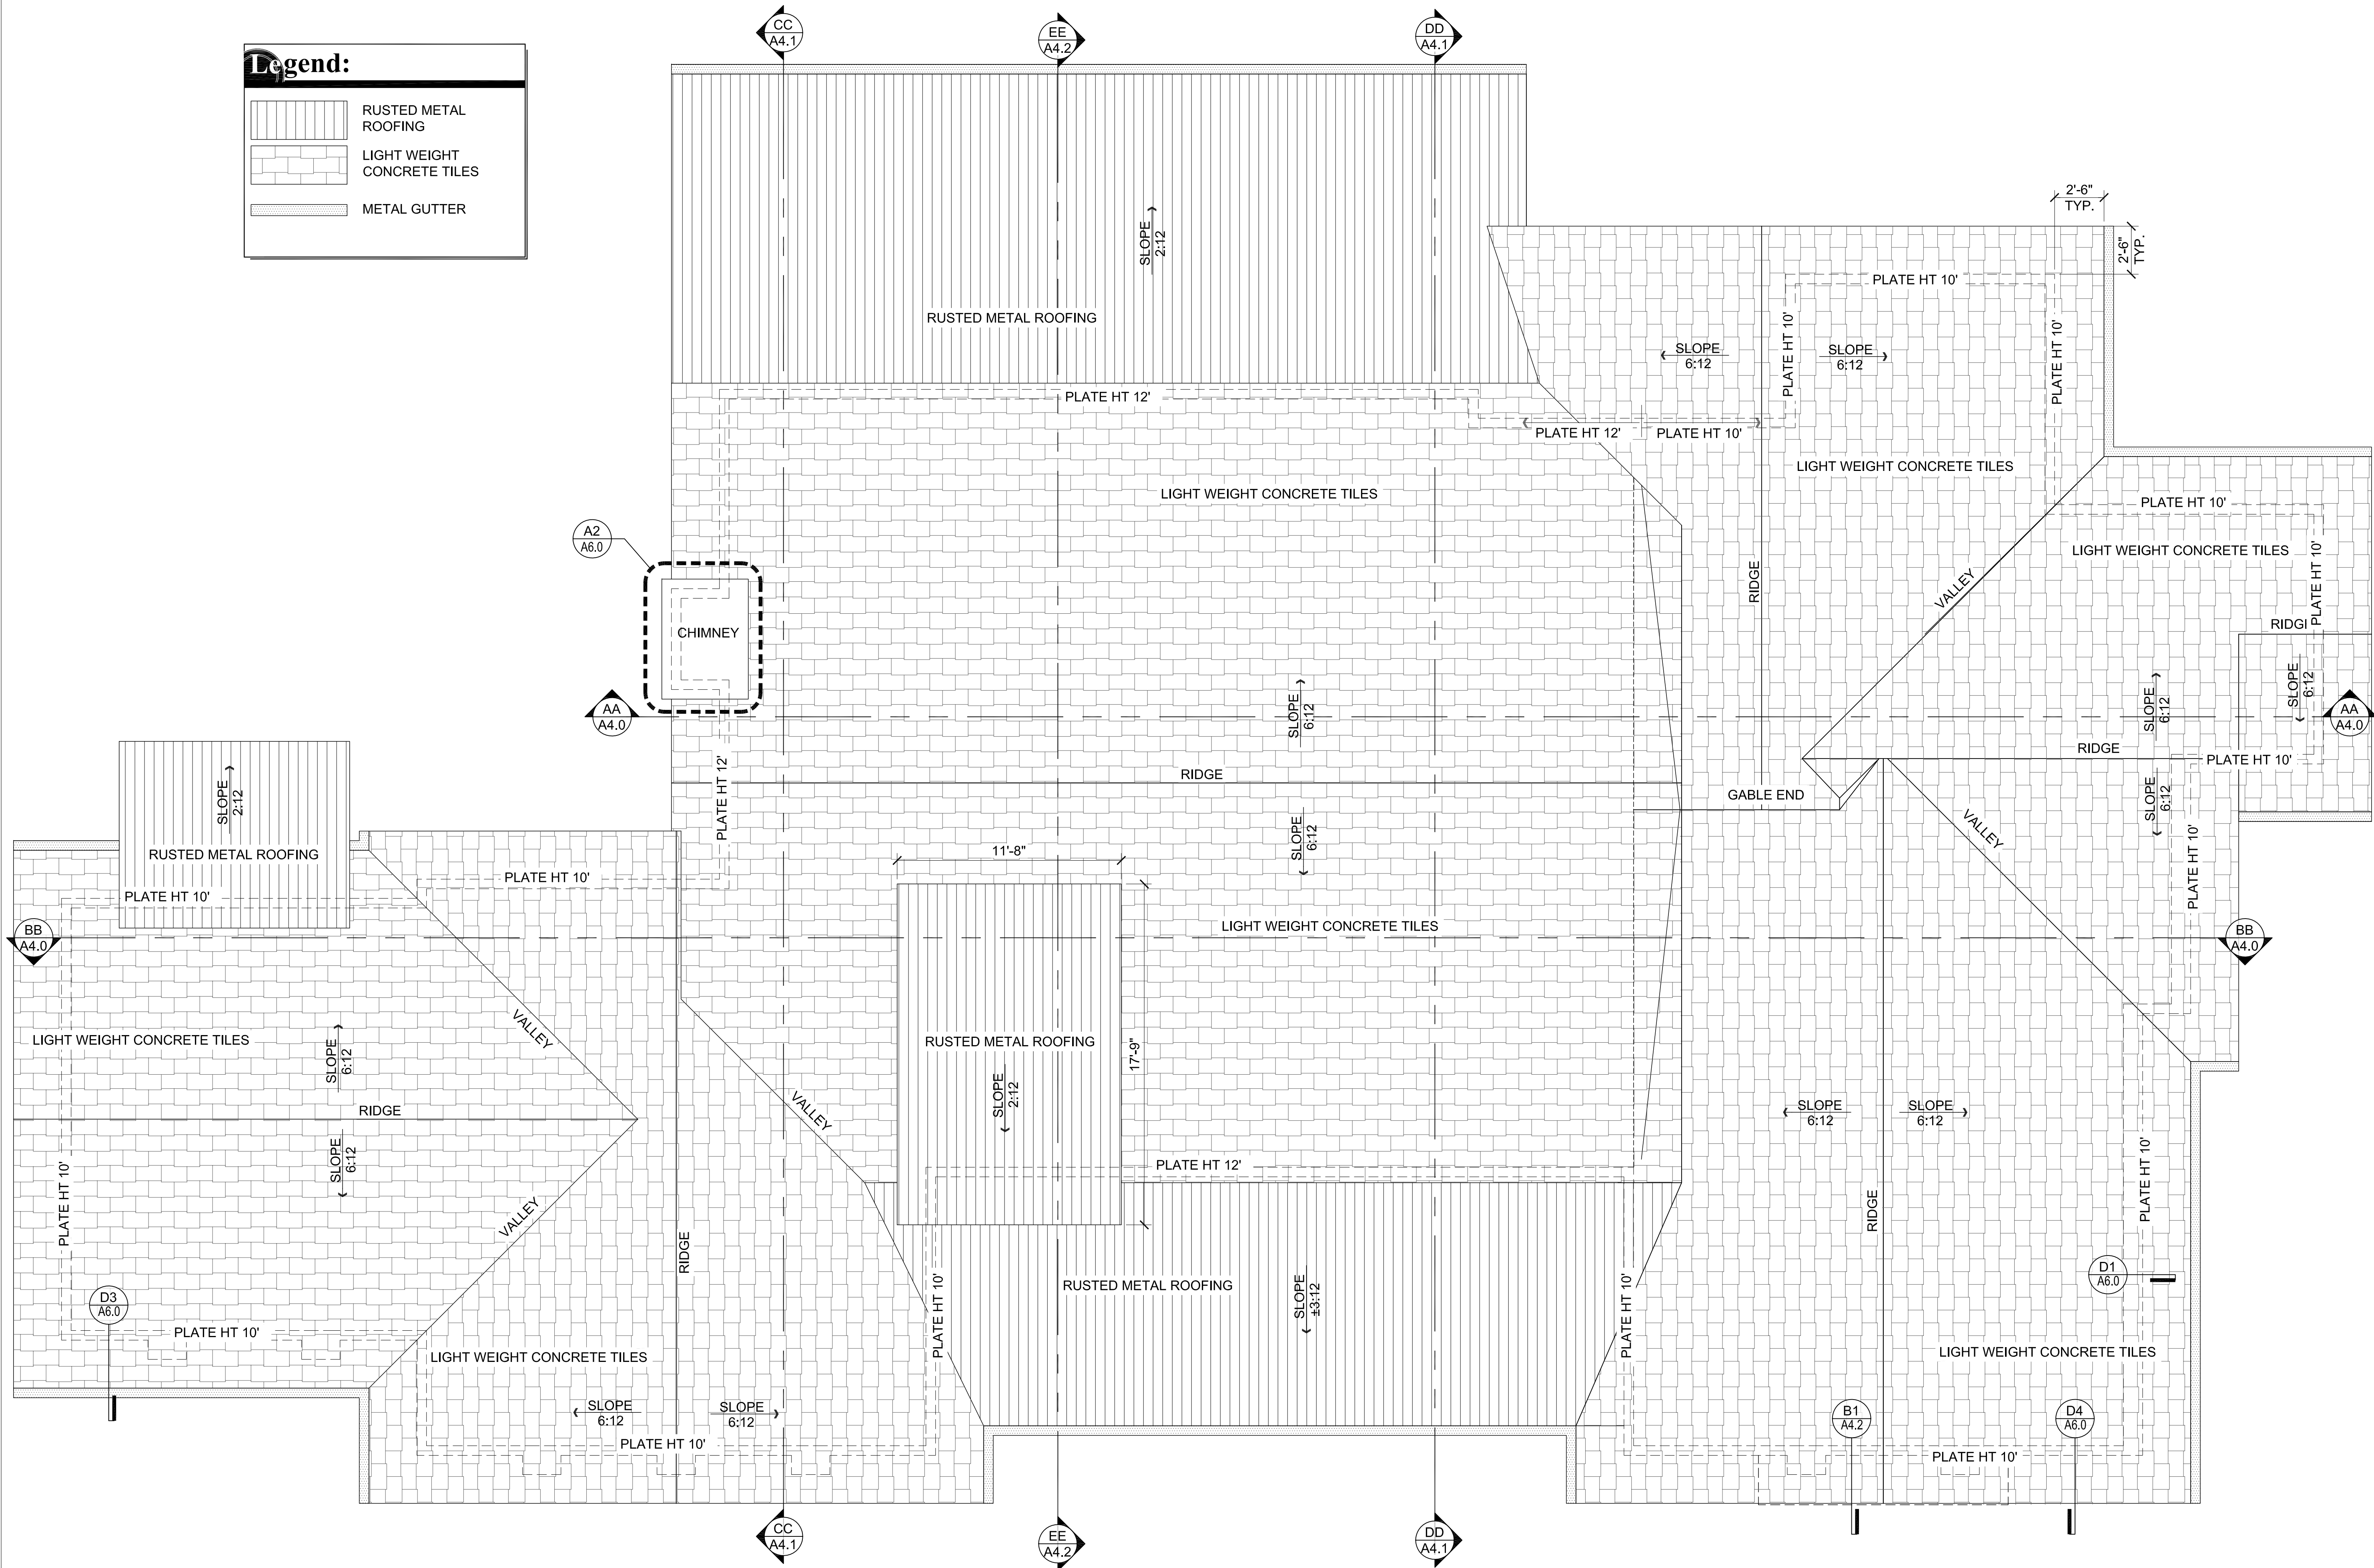 Legend:
RUSTED METAL
ROOFING
LIGHT WEIGHT
CONCRETE TILES
METAL GUTTER
CC
A4.1
EE
A4.2
DD
A4.1
2'-6"
TYP.
2'-6"
TYP.
SLOPE
2:12
RUSTED METAL ROOFING
PLATE HT 10'
PLATE HT 10'
PLATE HT 10'
SLOPE
6:12
SLOPE
6:12
PLATE HT 12'
PLATE HT 12'
PLATE HT 10'
LIGHT WEIGHT CONCRETE TILES
LIGHT WEIGHT CONCRETE TILES
PLATE HT 10'
A2
A6.0
LIGHT WEIGHT CONCRETE TILES
PLATE HT 10'
RIDGE
VALLEY
CHIMNEY
RIDGI
SLOPE
6:12
SLOPE
6:12
SLOPE
6:12
AA
A4.0
AA
A4.0
RIDGE
RIDGE
PLATE HT 10'
PLATE HT 12'
GABLE END
SLOPE
2:12
SLOPE
6:12
SLOPE
6:12
VALLEY
RUSTED METAL ROOFING
11'-8"
PLATE HT 10'
PLATE HT 10'
PLATE HT 10'
BB
A4.0
LIGHT WEIGHT CONCRETE TILES
BB
A4.0
LIGHT WEIGHT CONCRETE TILES
SLOPE
6:12
VALLEY
RUSTED METAL ROOFING
17'-9"
SLOPE
2:12
VALLEY
RIDGE
SLOPE
6:12
SLOPE
6:12
SLOPE
6:12
PLATE HT 12'
PLATE HT 10'
PLATE HT 10'
VALLEY
RIDGE
RIDGE
D3
A6.0
RUSTED METAL ROOFING
SLOPE
±3:12
D1
A6.0
PLATE HT 10'
PLATE HT 10'
PLATE HT 10'
LIGHT WEIGHT CONCRETE TILES
LIGHT WEIGHT CONCRETE TILES
SLOPE
6:12
SLOPE
6:12
B1
A4.2
D4
A6.0
PLATE HT 10'
PLATE HT 10'
CC
A4.1
EE
A4.2
DD
A4.1